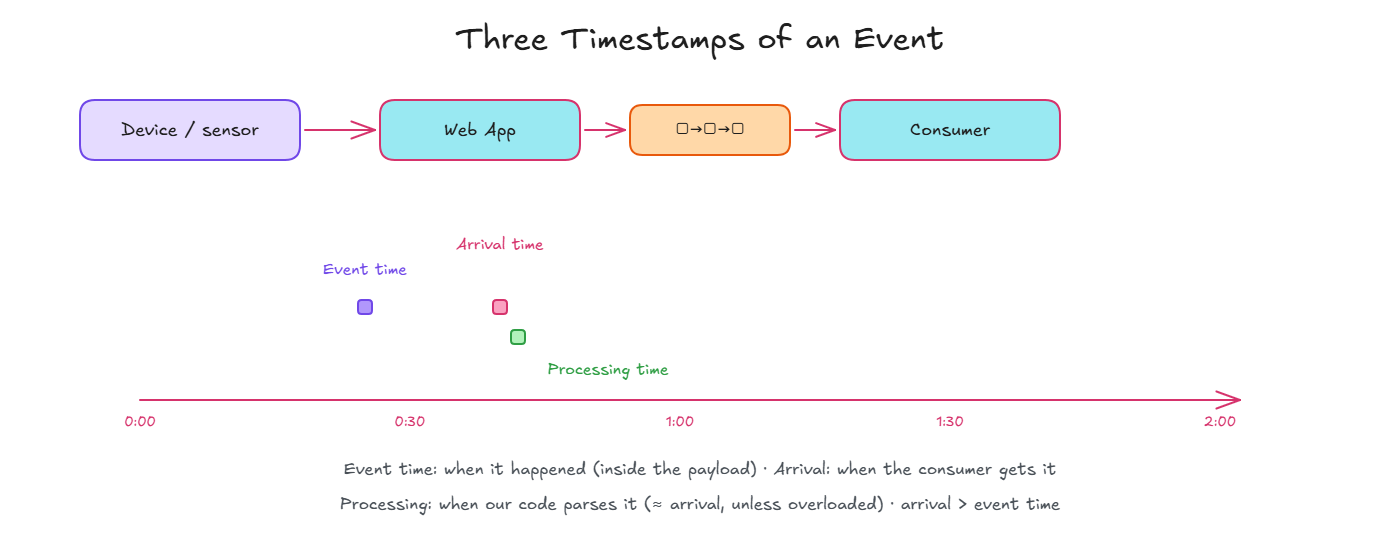 Three Timestamps of an Event
Device / sensor
Web App
▢→▢→▢
Consumer
Arrival time
Event time
Processing time
0:00
0:30
1:00
1:30
2:00
Event time: when it happened (inside the payload) · Arrival: when the consumer gets it
Processing: when our code parses it (≈ arrival, unless overloaded) · arrival > event time